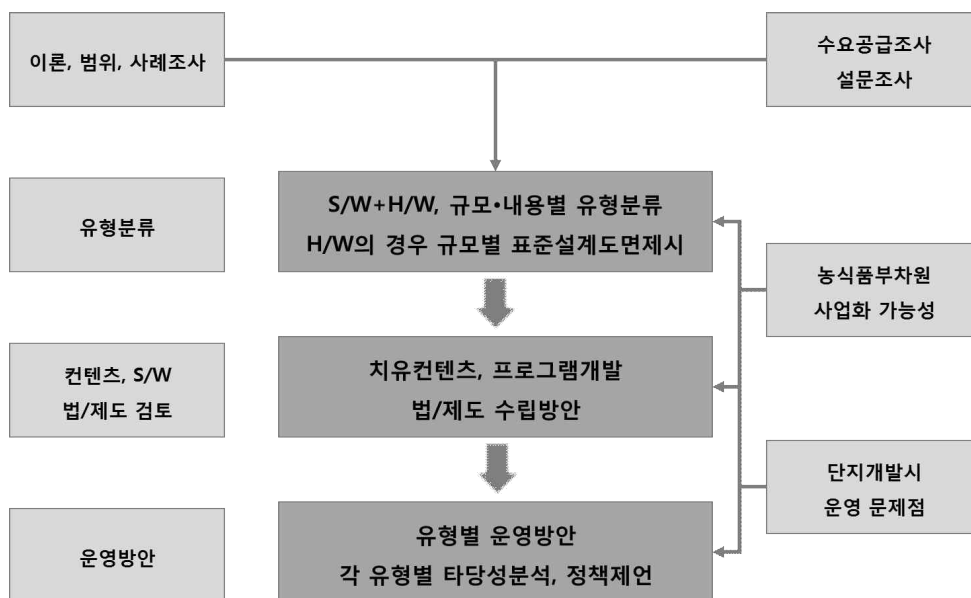 이론, 범위, 사례조사
수요공급조사
설문조사
유형분류
S/W+H/W, 규모•내용별 유형분류
H/W의 경우 규모별 표준설계도면제시
농식품부차원
사업화 가능성
컨텐츠, S/W
법/제도 검토
치유컨텐츠, 프로그램개발
법/제도 수립방안
단지개발시
운영 문제점
운영방안
유형별 운영방안
각 유형별 타당성분석, 정책제언